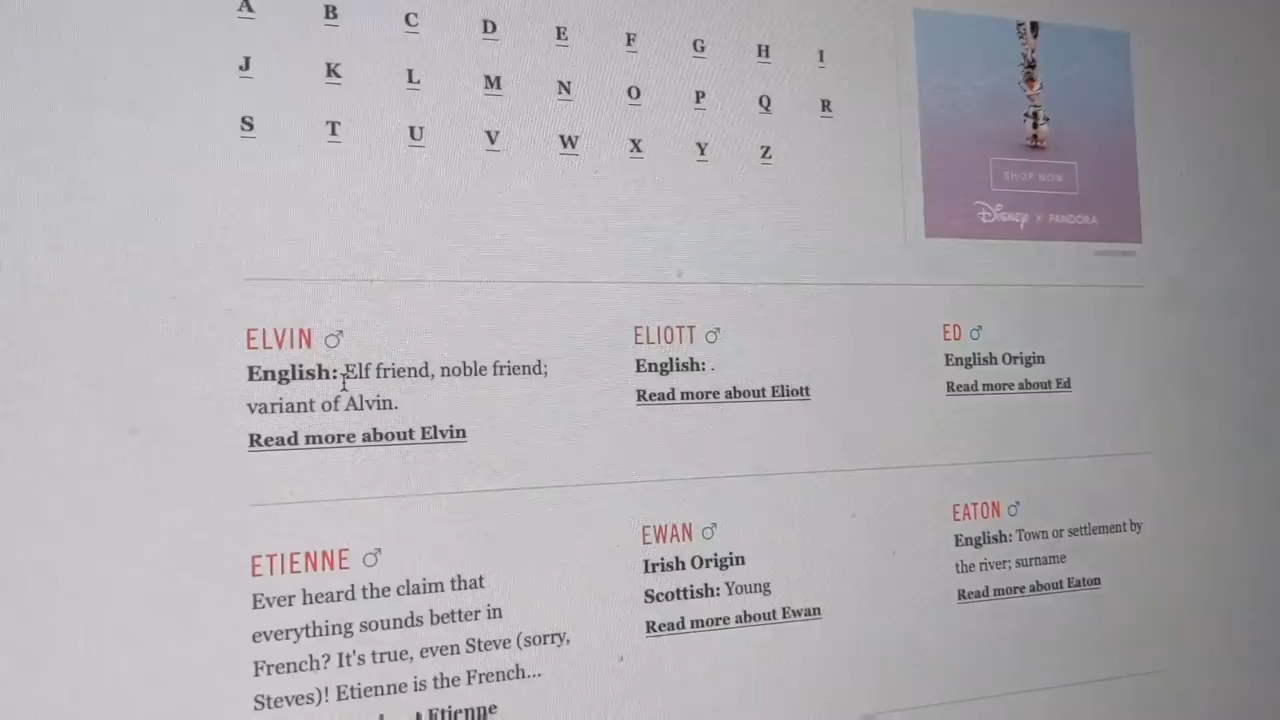 A B C D E F G H I
J K L M N O P Q R
S T U V W X Y Z
SHOP NOW
Disney X PANDORA
ELVIN
English: Elf friend, noble friend;
variant of Alvin.
Read more about Elvin
ELIOTT
English: .
Read more about Eliott
ED
English Origin
Read more about Ed
ETIENNE
Ever heard the claim that
everything sounds better in
French? It's true, even Steve (sorry,
Steves)! Etienne is the French...
Etienne
EWAN
Irish Origin
Scottish: Young
Read more about Ewan
EATON
English: Town or settlement by
the river; surname
Read more about Eaton